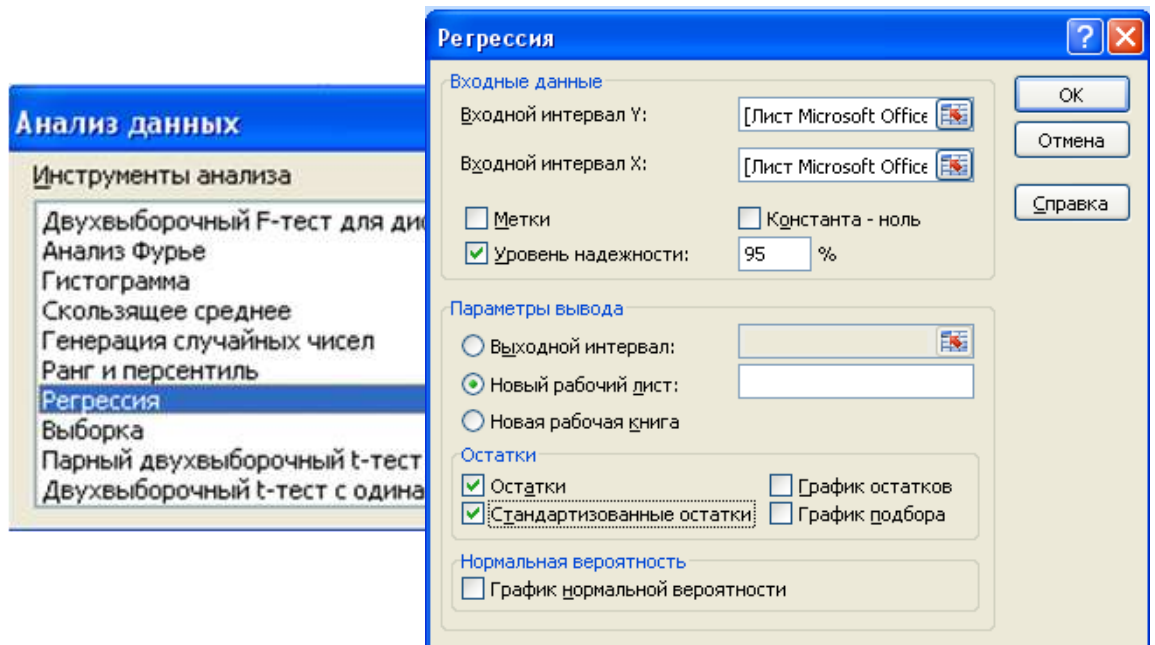 Анализ данных
Инструменты анализа
Двухвыборочный F-тест для
Анализ Фурье
Гистограмма
Скользящее среднее
Генерация случайных чисел
Ранг и персентиль
Регрессия
Выборка
Парный двухвыборочный t-тест
Двухвыборочный t-тест с
Регрессия
Входные данные
Входной интервал Y: [Лист Microsoft Office
Входной интервал X: [Лист Microsoft Office
Метки Константа - ноль
Уровень надежности: 95 %
Параметры вывода
Выходной интервал:
Новый рабочий лист:
Новая рабочая книга
Остатки
Остатки График остатков
Стандартизованные остатки График подбора
Нормальная вероятность
График нормальной вероятности
ОК
Отмена
Справка